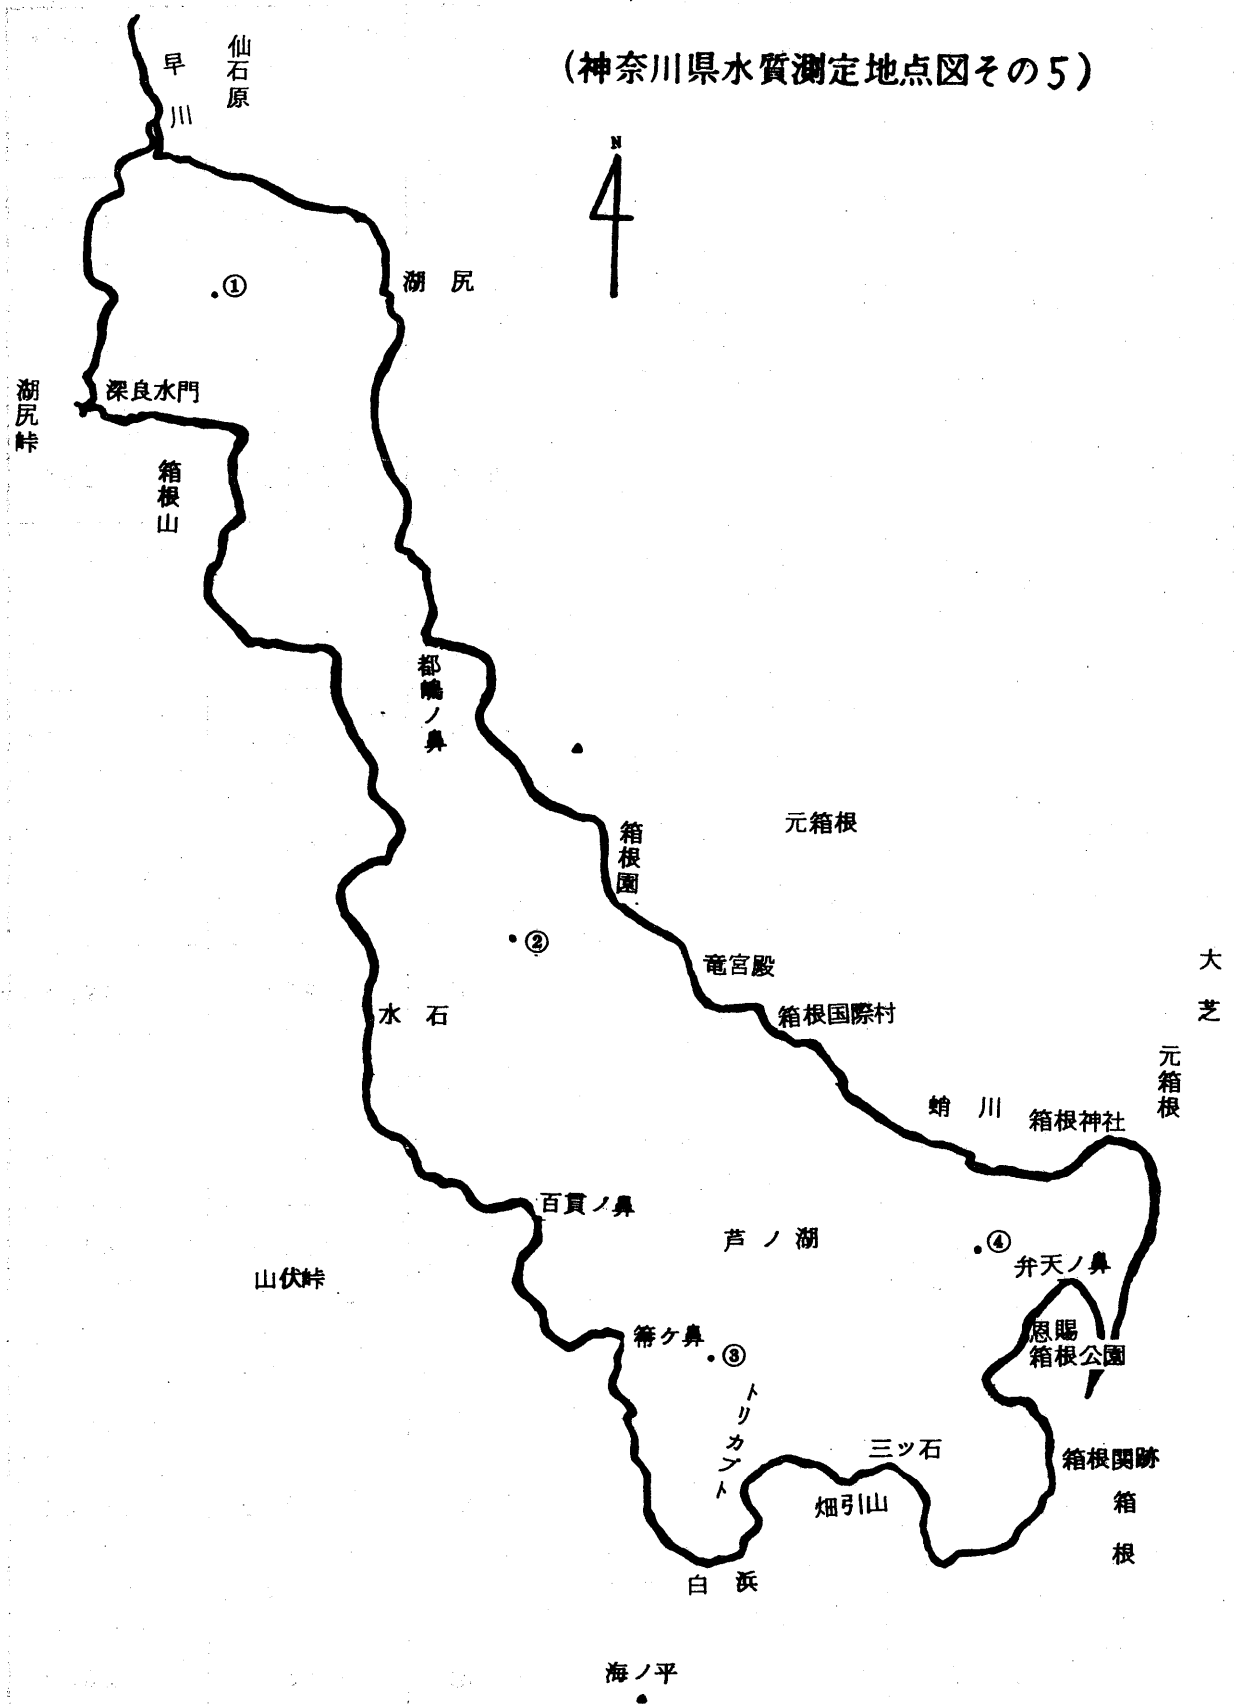 (神奈川県水質測定地点図その5)
仙石原
早川
N
①
湖尻
深良水門
湖尻峠
箱根山
都嶋ノ鼻
箱根園
元箱根
②
竜宮殿
大芝
水石
箱根国際村
元箱根
蛸川
箱根神社
百貫ノ鼻
芦ノ湖
④
弁天ノ鼻
山伏峠
恩賜
箱根公園
箒ケ鼻
③
トリカブト
三ツ石
箱根関跡
畑引山
箱根
白浜
海ノ平